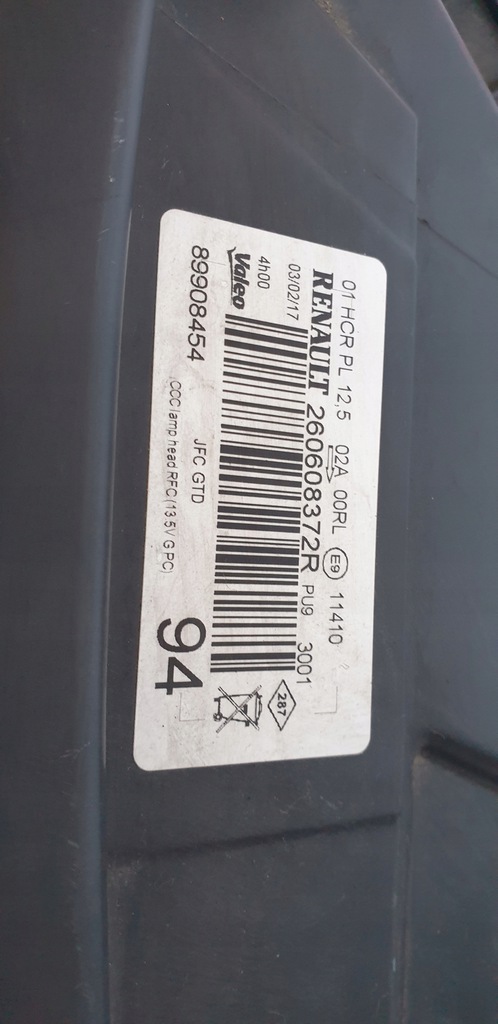 01 HCR PL 12,5 02A 00RL E9 11410
RENAULT 260608372R PU9 3001
03/02/17
4h00
Valeo
287
89908454 JFC GTD
CCC lamp head RFC (13.5V GPC)
94